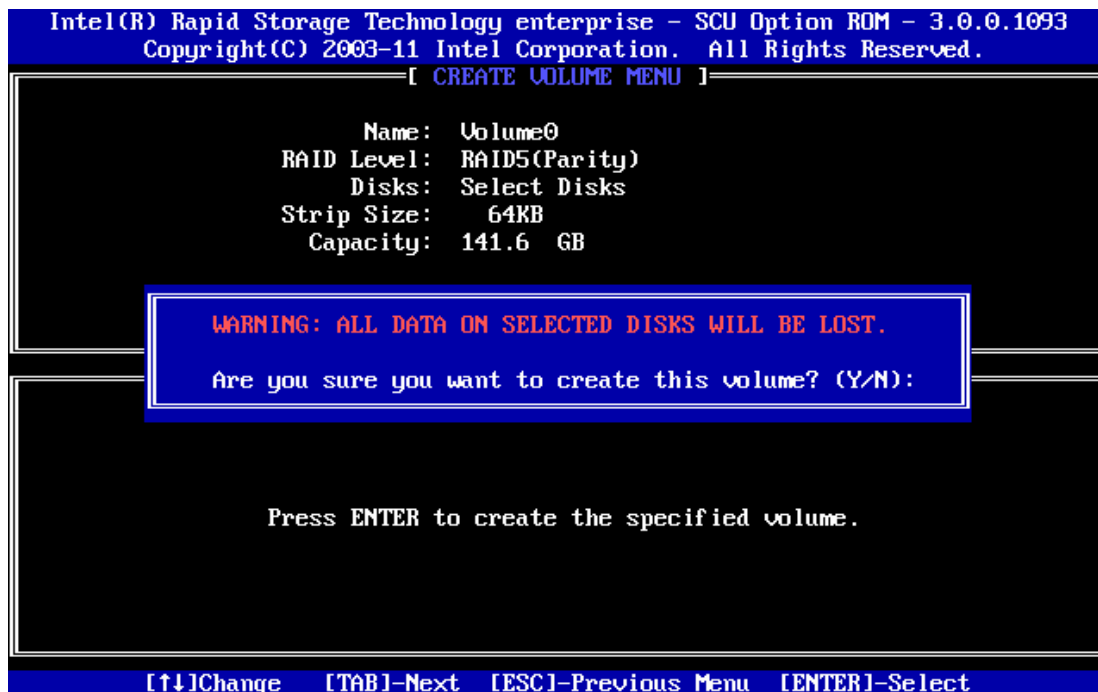 Intel(R) Rapid Storage Technology enterprise - SCU Option ROM - 3.0.0.1093
Copyright(C) 2003-11 Intel Corporation. All Rights Reserved.
[ CREATE VOLUME MENU ]
Name: Volume0
RAID Level: RAID5(Parity)
Disks: Select Disks
Strip Size: 64KB
Capacity: 141.6 GB
WARNING: ALL DATA ON SELECTED DISKS WILL BE LOST.
Are you sure you want to create this volume? (Y/N):
Press ENTER to create the specified volume.
[↑↓]Change [TAB]-Next [ESC]-Previous Menu [ENTER]-Select